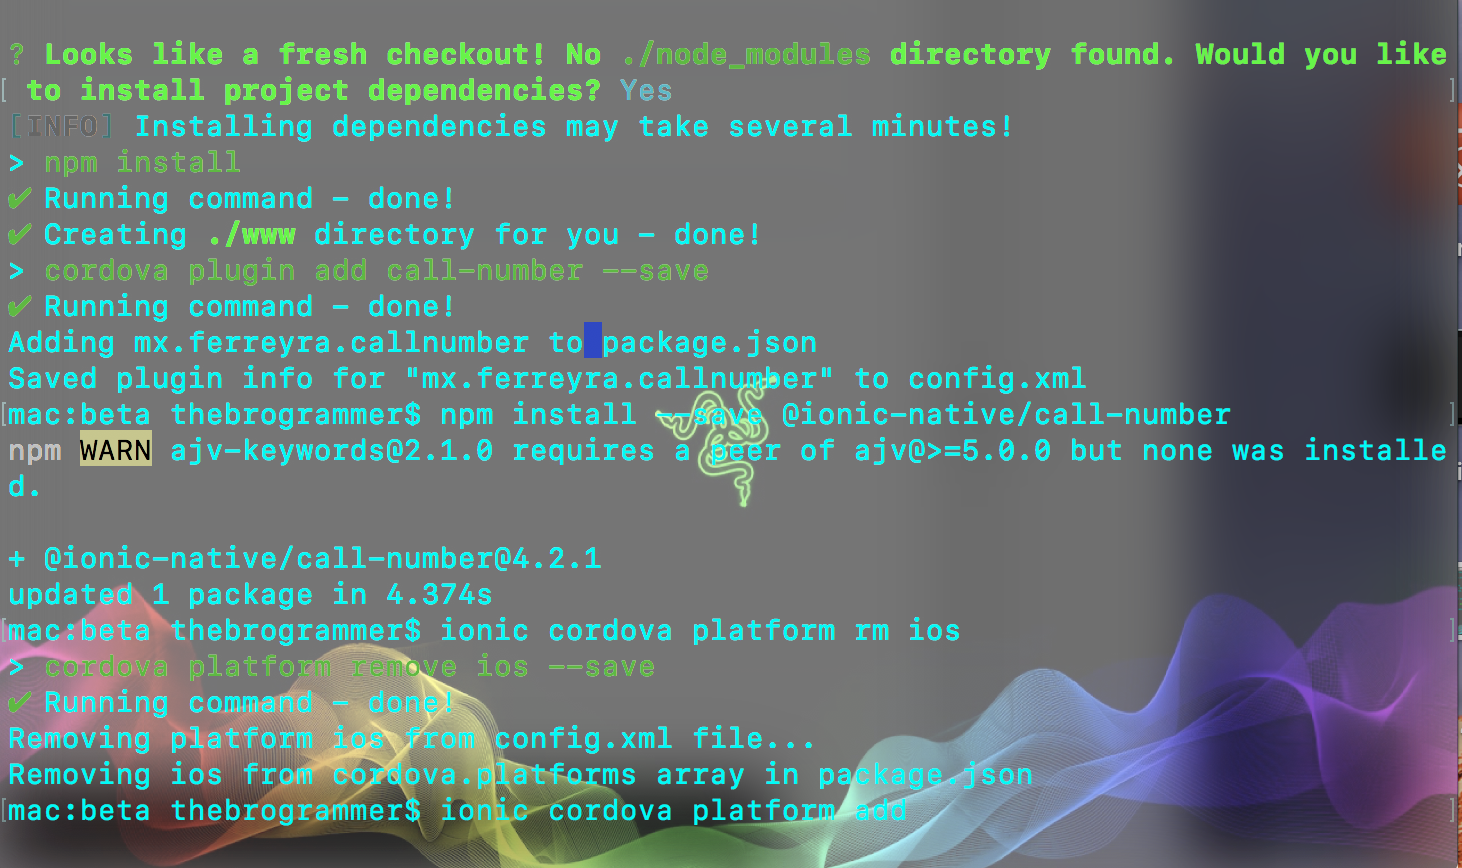 ? Looks like a fresh checkout! No ./node_modules directory found. Would you like
[ to install project dependencies? Yes ]
[INFO] Installing dependencies may take several minutes!
> npm install
✔ Running command - done!
✔ Creating ./www directory for you - done!
> cordova plugin add call-number --save
✔ Running command - done!
Adding mx.ferreyra.callnumber to package.json
Saved plugin info for "mx.ferreyra.callnumber" to config.xml
[mac:beta thebrogrammer$ npm install --save @ionic-native/call-number ]
npm WARN ajv-keywords@2.1.0 requires a peer of ajv@>=5.0.0 but none was installe
d.
+ @ionic-native/call-number@4.2.1
updated 1 package in 4.374s
[mac:beta thebrogrammer$ ionic cordova platform rm ios ]
> cordova platform remove ios --save
✔ Running command - done!
Removing platform ios from config.xml file...
Removing ios from cordova.platforms array in package.json
[mac:beta thebrogrammer$ ionic cordova platform add ]